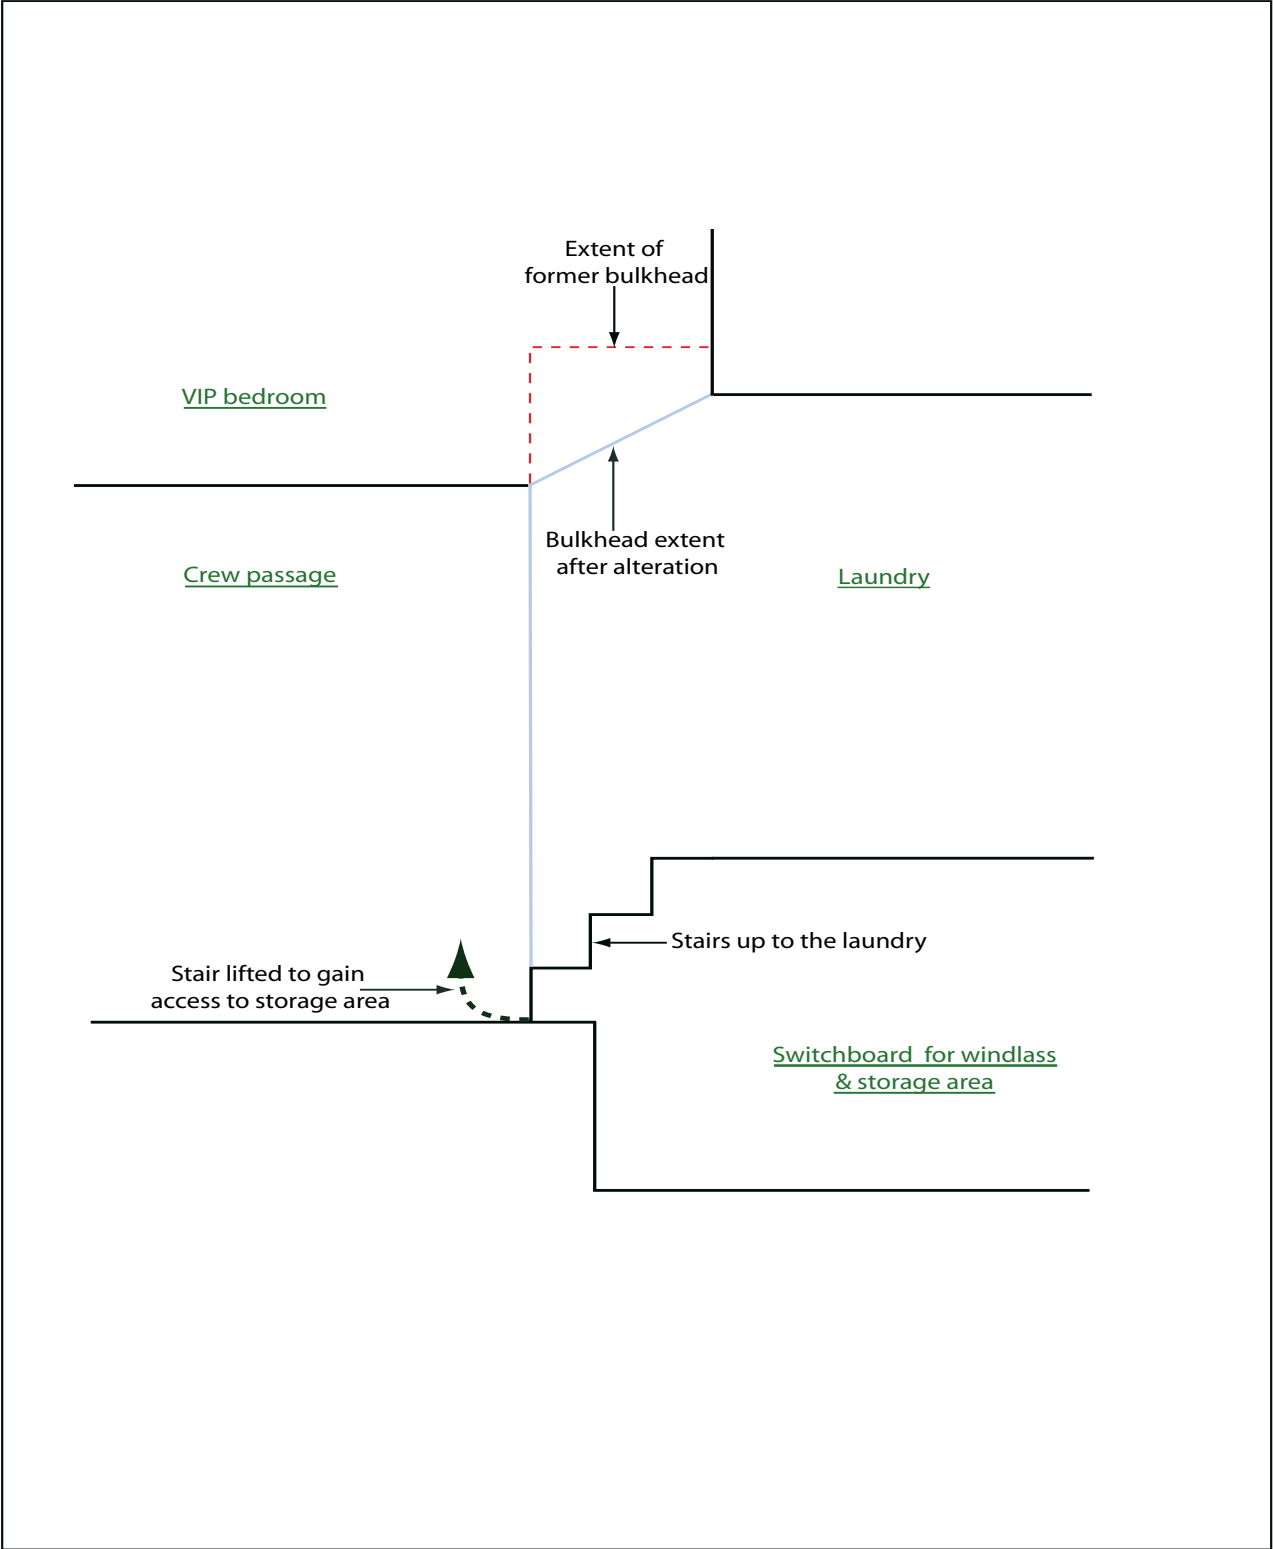 Extent of
former bulkhead
VIP bedroom
Bulkhead extent
after alteration
Crew passage
Laundry
Stairs up to the laundry
Stair lifted to gain
access to storage area
Switchboard for windlass
& storage area